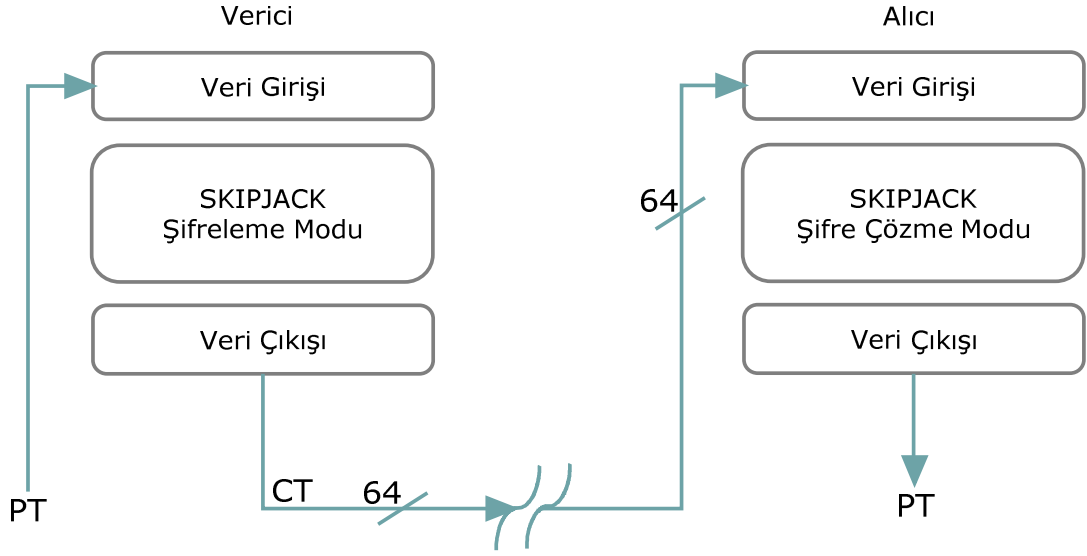 Verici
Veri Girişi
SKIPJACK
Şifreleme Modu
Veri Çıkışı
PT
CT
64
64
Alıcı
Veri Girişi
SKIPJACK
Şifre Çözme Modu
Veri Çıkışı
PT